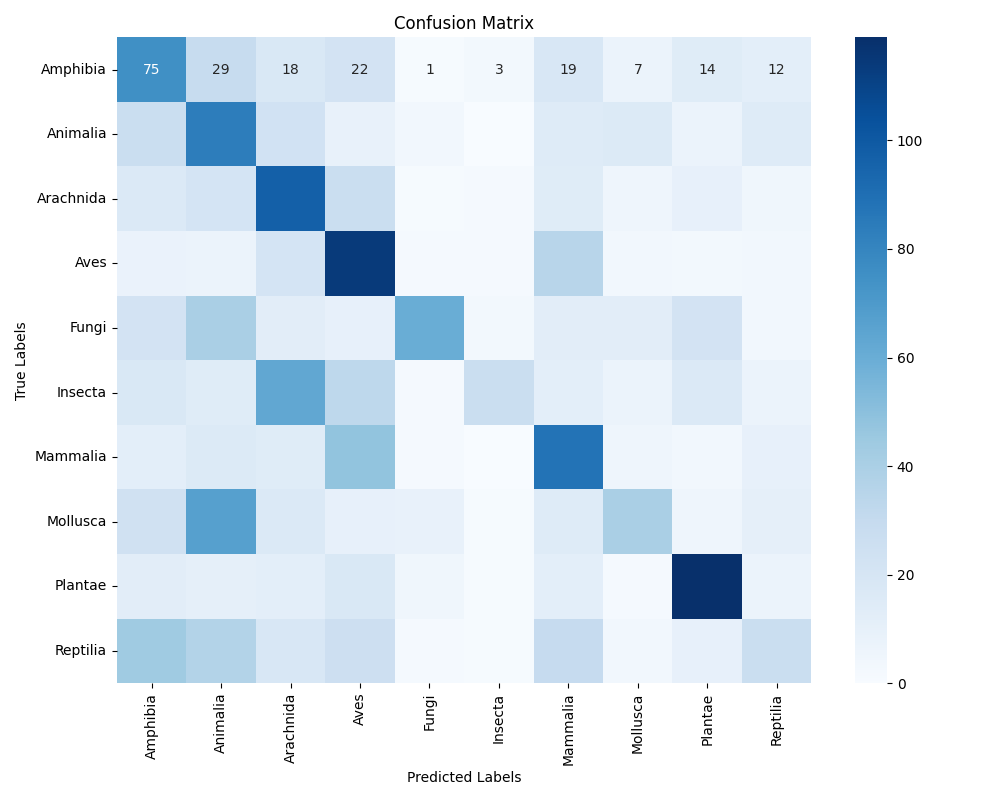 Confusion Matrix
True Labels
Amphibia 75 29 18 22 1 3 19 7 14 12
Animalia
Arachnida
Aves
Fungi
Insecta
Mammalia
Mollusca
Plantae
Reptilia
Amphibia Animalia Arachnida Aves Fungi Insecta Mammalia Mollusca Plantae Reptilia
Predicted Labels
100
80
60
40
20
0